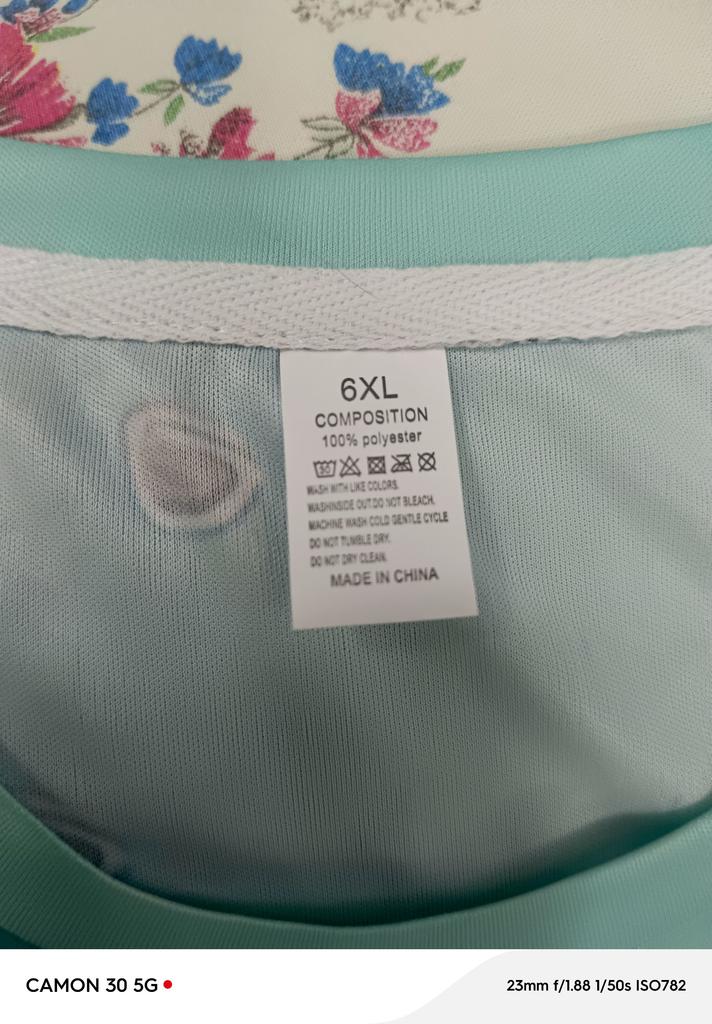 6XL
COMPOSITION
100% polyester
30
WASH WITH LIKE COLORS.
WASHINSIDE OUT.DO NOT BLEACH.
MACHINE WASH COLD GENTLE CYCLE
DO NOT TUMBLE DRY.
DO NOT DRY CLEAN.
MADE IN CHINA
CAMON 30 5G
23mm f/1.88 1/50s ISO782